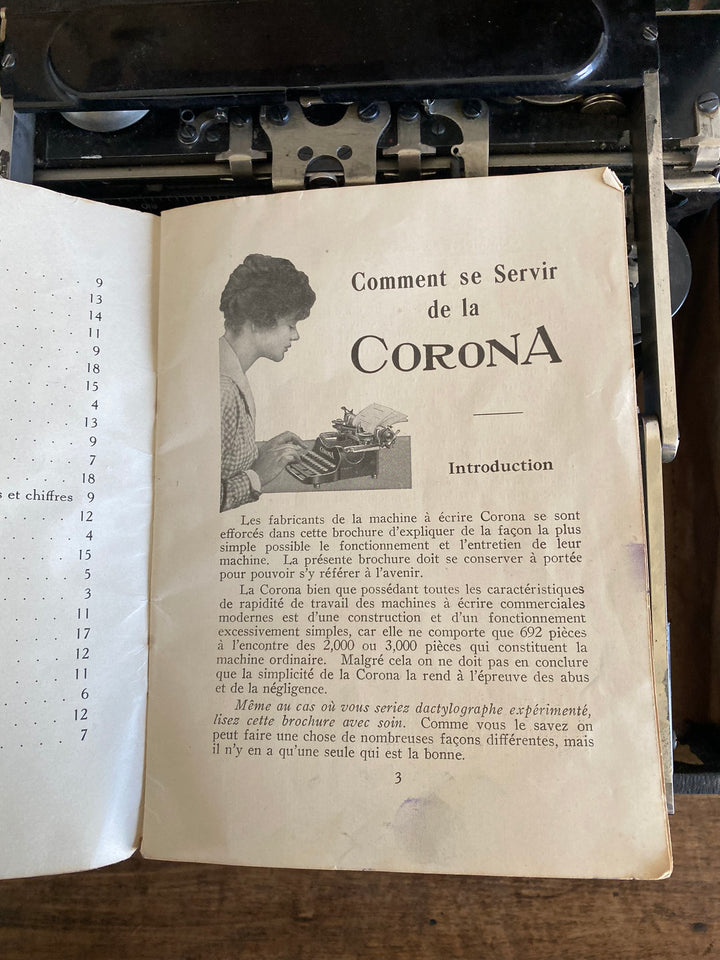 9
13
14
11
9
18
15
4
13
9
7
18
s et chiffres 9
12
4
15
5
3
11
17
12
11
6
12
7
Comment se Servir
de la
CORONA
Introduction
Les fabricants de la machine à écrire Corona se sont
efforcés dans cette brochure d'expliquer de la façon la plus
simple possible le fonctionnement et l'entretien de leur
machine. La présente brochure doit se conserver à portée
pour pouvoir s'y référer à l'avenir.
La Corona bien que possédant toutes les caractéristiques
de rapidité de travail des machines à écrire commerciales
modernes est d'une construction et d'un fonctionnement
excessivement simples, car elle ne comporte que 692 pièces
à l'encontre des 2,000 ou 3,000 pièces qui constituent la
machine ordinaire. Malgré cela on ne doit pas en conclure
que la simplicité de la Corona la rend à l'épreuve des abus
et de la négligence.
Même au cas où vous seriez dactylographe expérimenté,
lisez cette brochure avec soin. Comme vous le savez on
peut faire une chose de nombreuses façons différentes, mais
il n'y en a qu'une seule qui est la bonne.
3